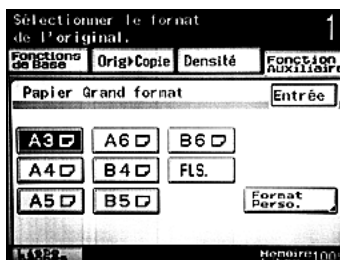 Sélectionner le format 1
de l'original.
Fonctions de Base Orig▸Copie Densité Fonction Auxiliaire
Papier Grand format Entrée
A3 A6 B6
A4 B4 FLS.
A5 B5 Format Perso.
Mémoire100